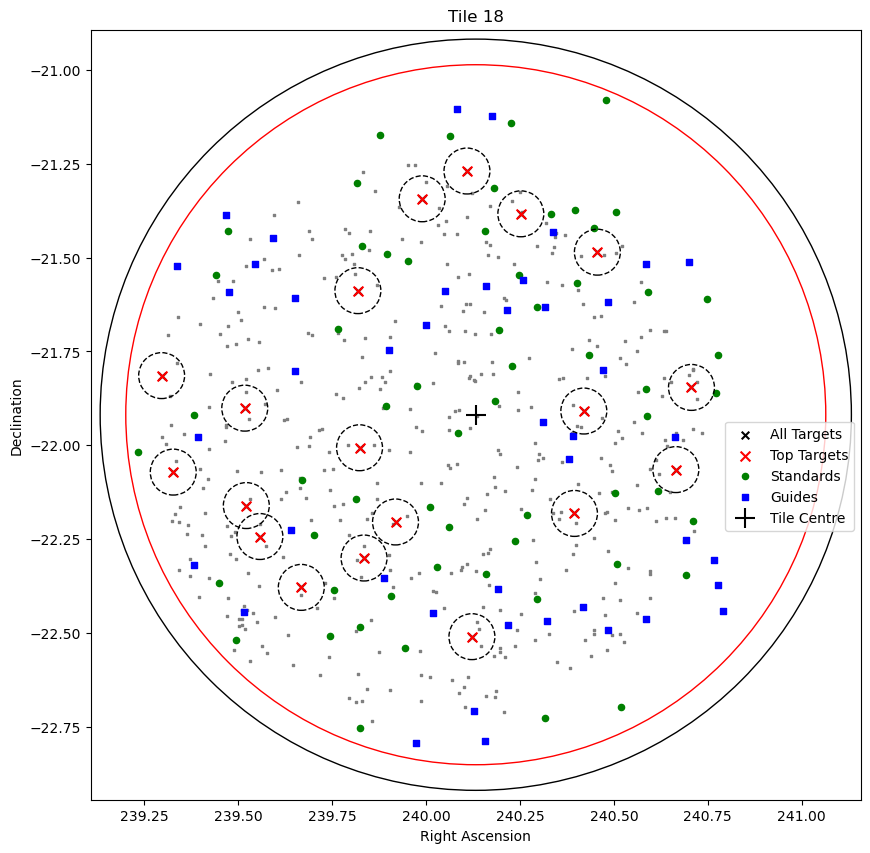 Tile 18
−21.00
−21.25
−21.50
−21.75
−22.00
−22.25
−22.50
−22.75
Declination
All Targets
Top Targets
Standards
Guides
Tile Centre
239.25 239.50 239.75 240.00 240.25 240.50 240.75 241.00
Right Ascension